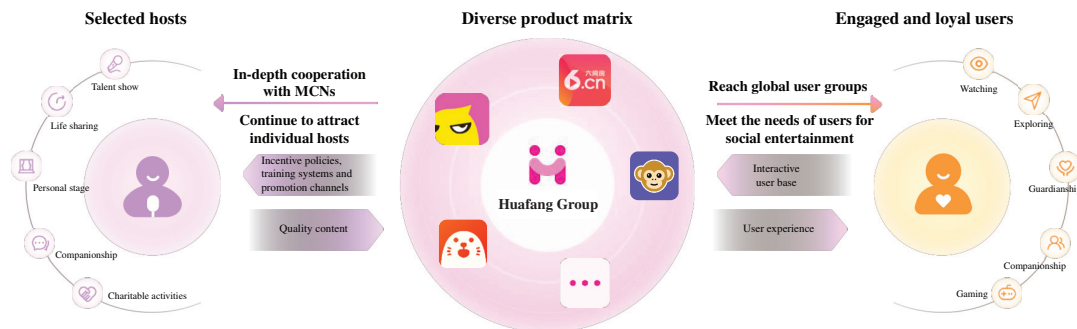 Selected hosts
Diverse product matrix
Engaged and loyal users
Talent show
Life sharing
Personal stage
Companionship
Charitable activities
In-depth cooperation
with MCNs
Continue to attract
individual hosts
Incentive policies,
training systems and
promotion channels
Quality content
六间房
6.cn
Huafang Group
Reach global user groups
Meet the needs of users for
social entertainment
Interactive
user base
User experience
Watching
Exploring
Guardianshi
Companionship
Gaming